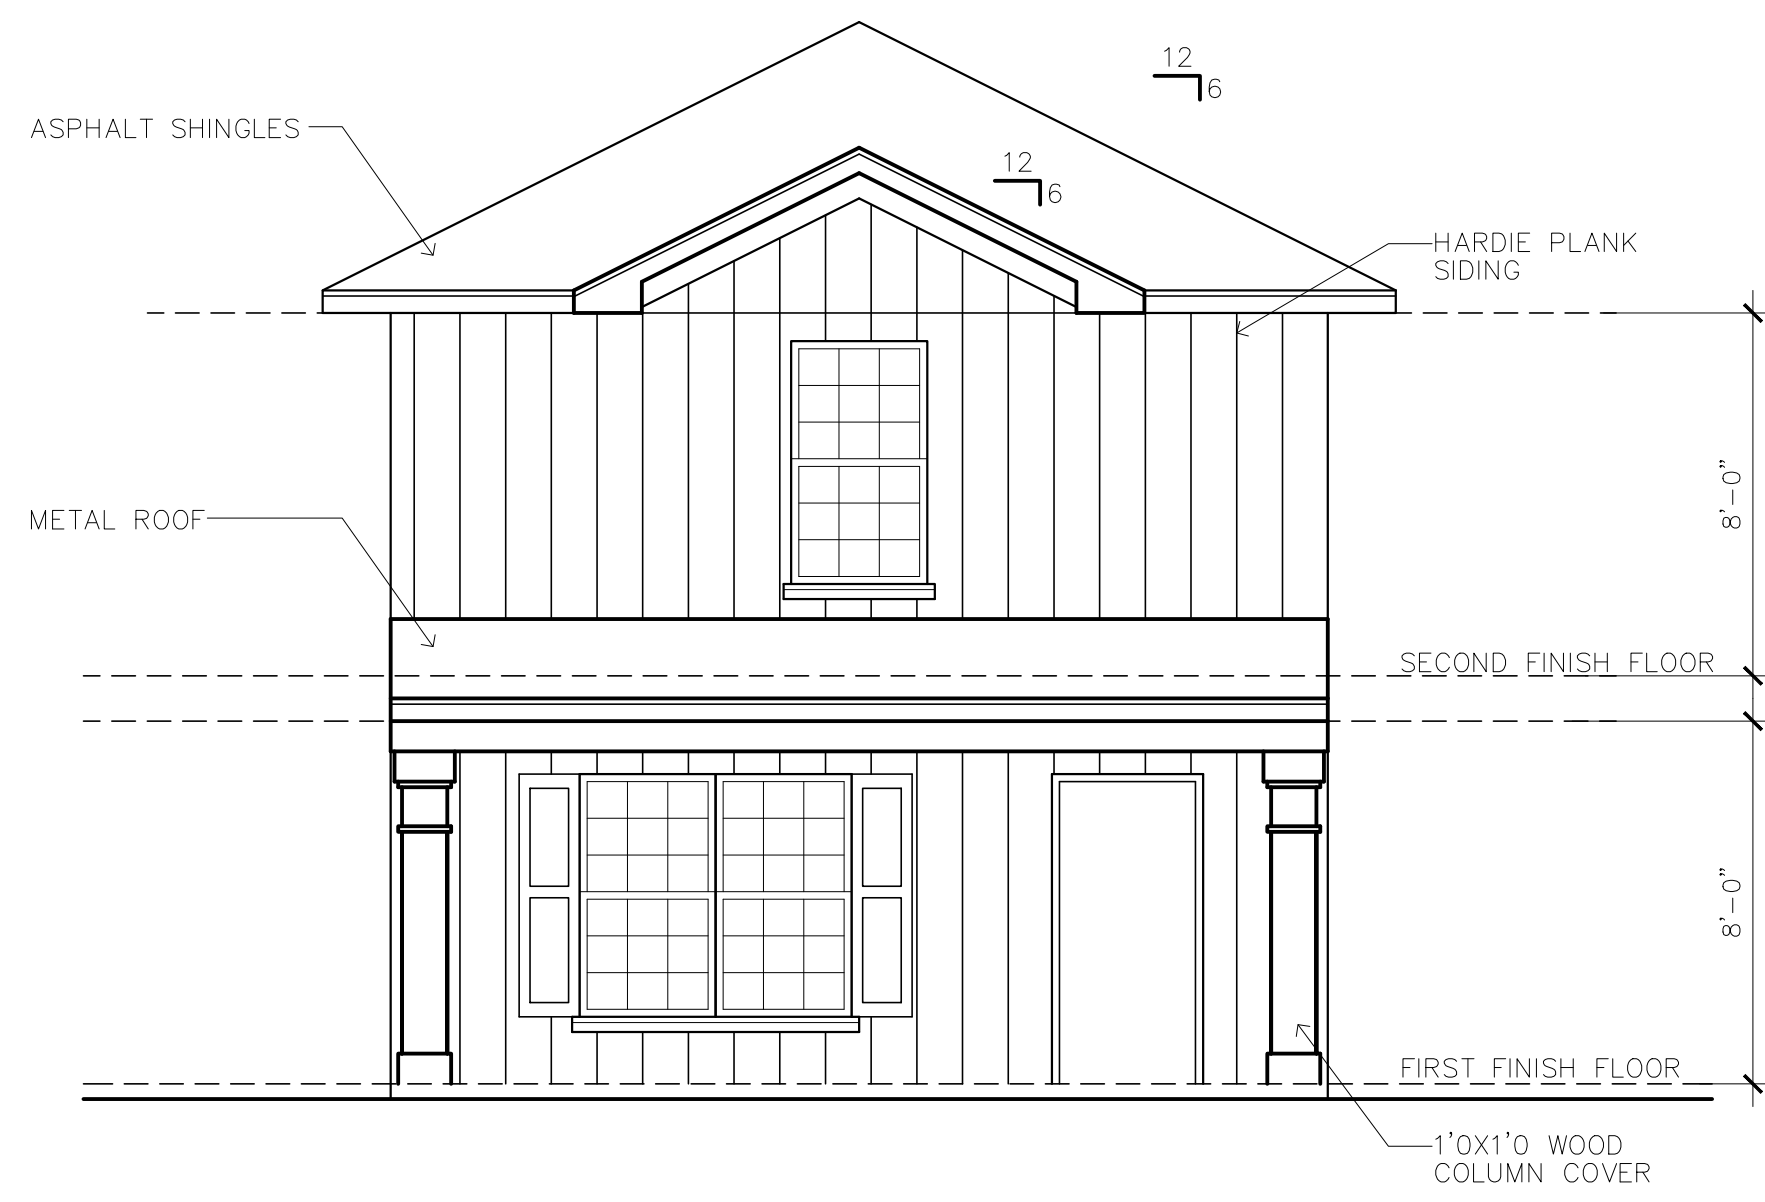 12
6
ASPHALT SHINGLES
12
6
HARDIE PLANK
SIDING
8'-0"
METAL ROOF
SECOND FINISH FLOOR
8'-0"
FIRST FINISH FLOOR
1'0X1'0 WOOD
COLUMN COVER